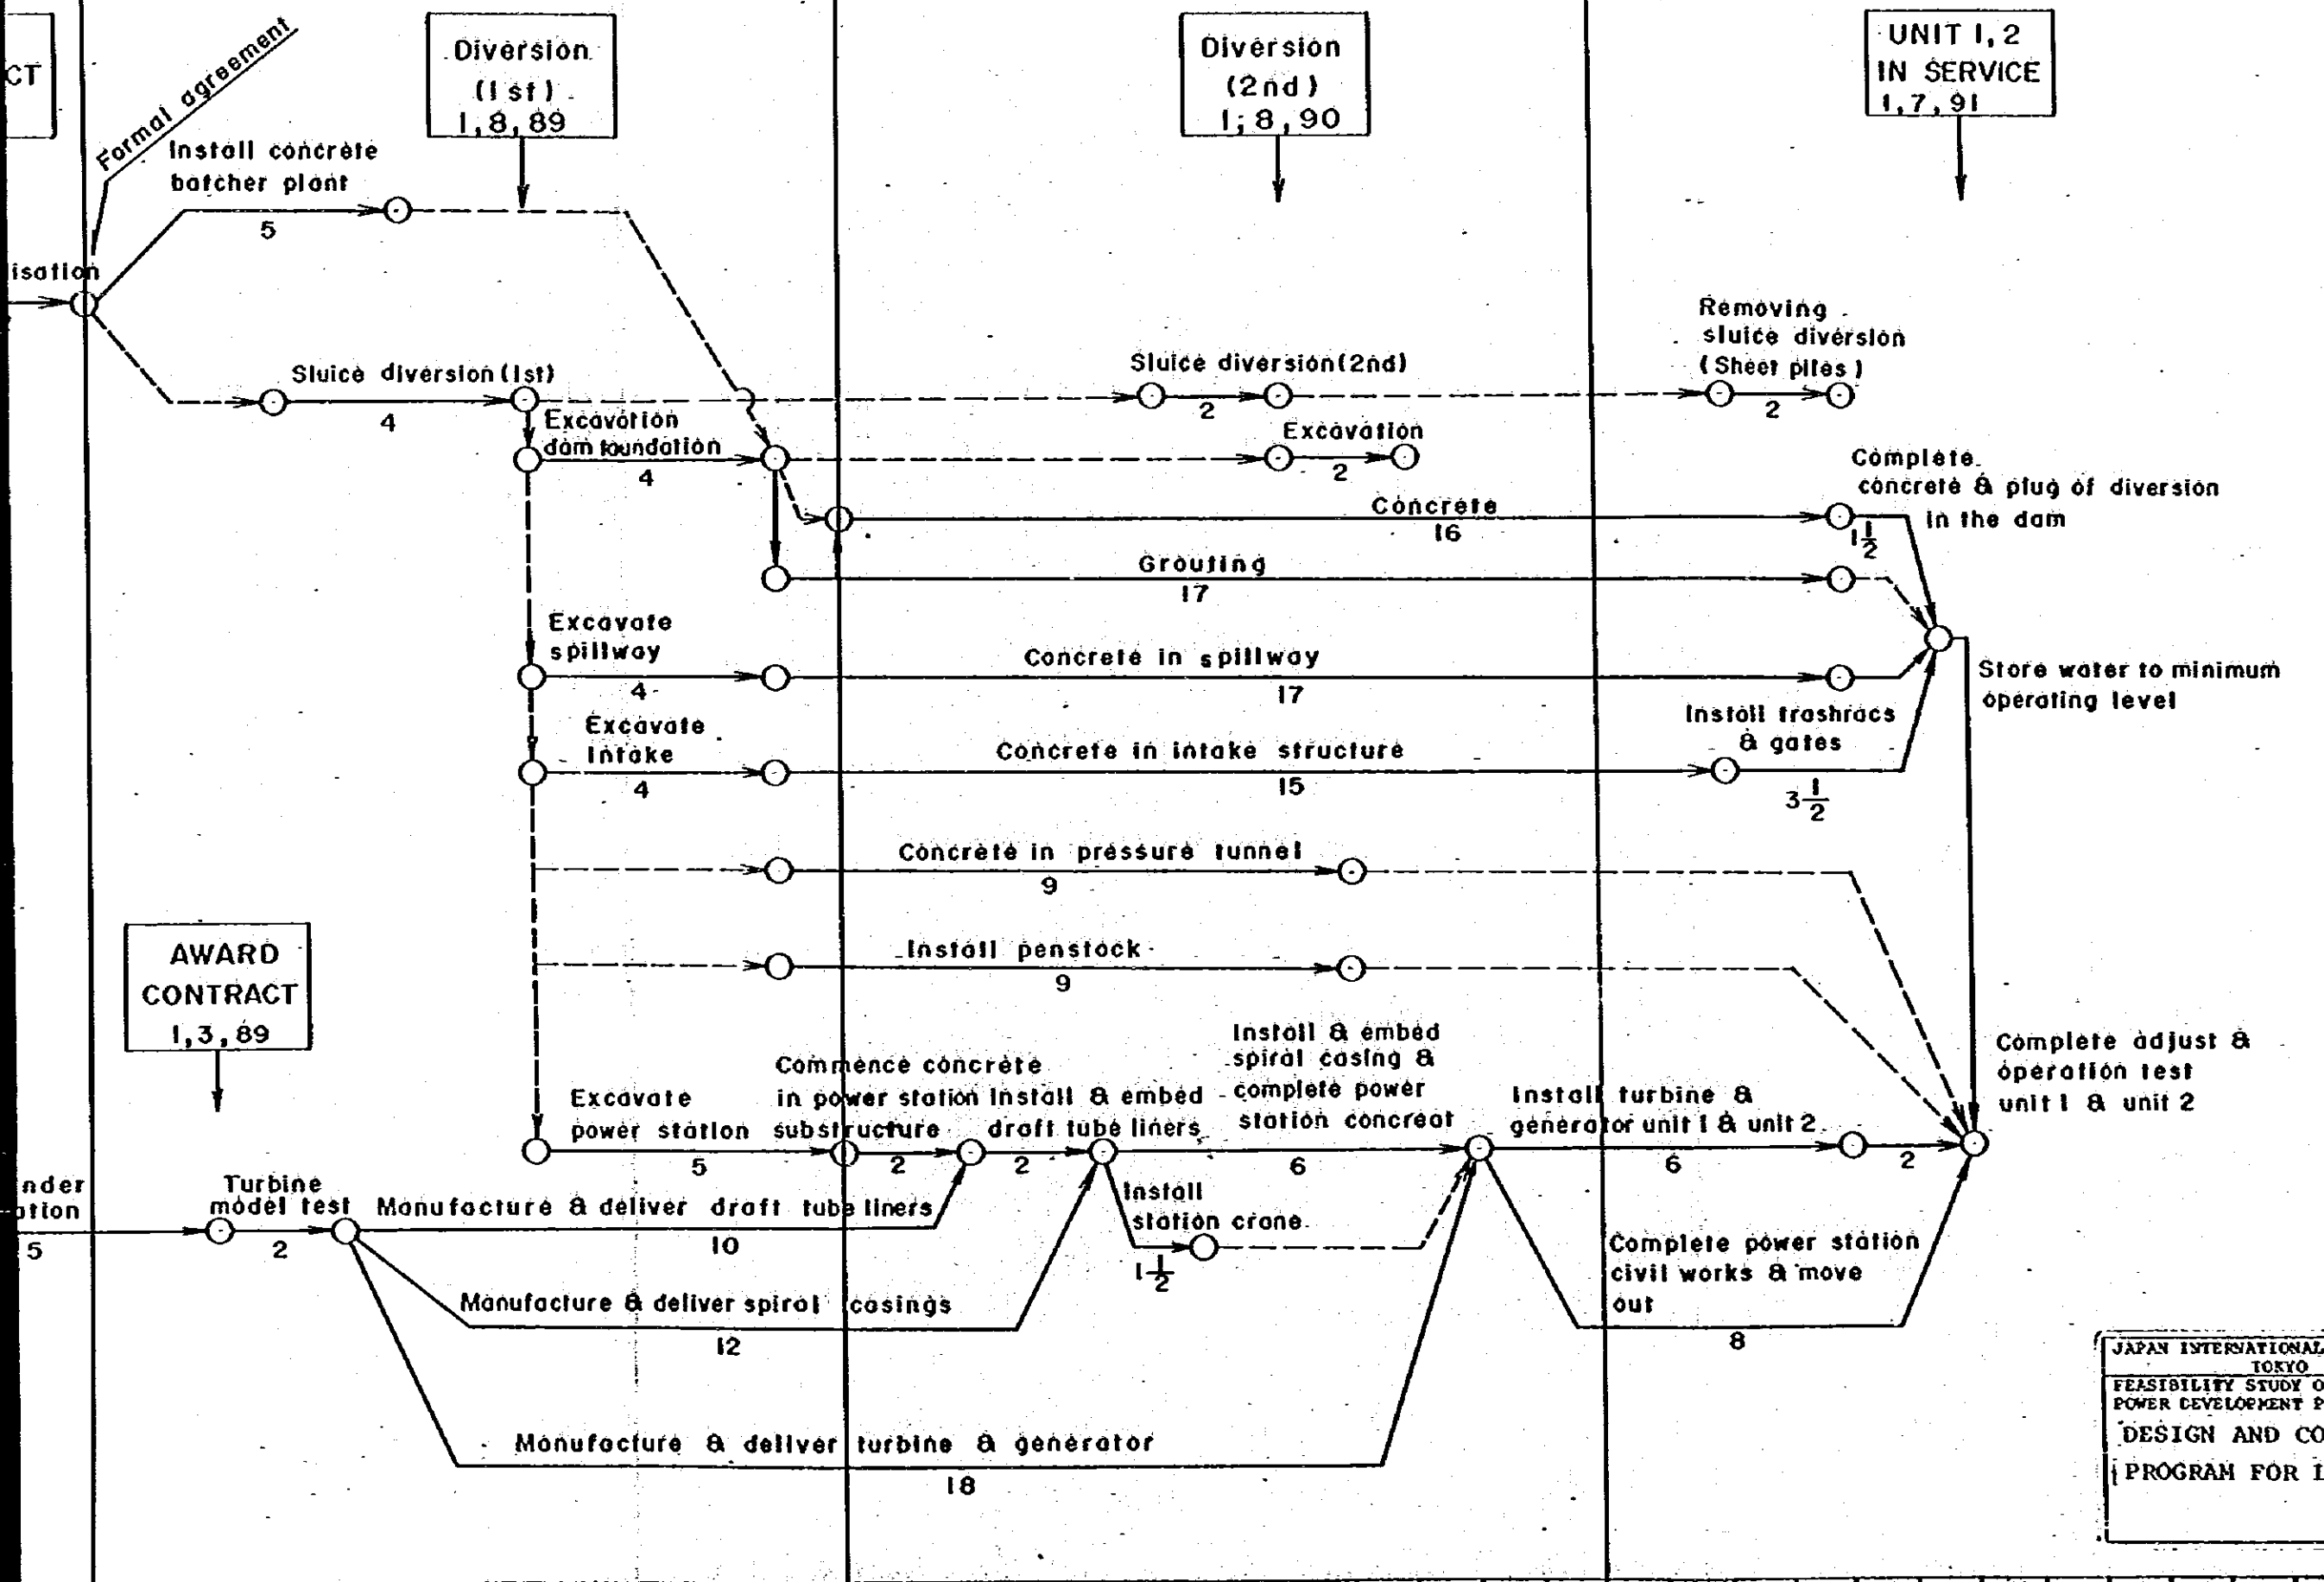 CT
Formal agreement
Diversion
(1st)
1,8,89
Diversion
(2nd)
1,8,90
UNIT 1,2
IN SERVICE
1,7,91
Install concrete
batcher plant
5
lisation
Sluice diversion (1st)
4
Sluice diversion (2nd)
2
Removing
sluice diversion
(Sheet piles)
2
Excavation
dam foundation
4
Excavation
2
Concrete
16
Complete
concrete & plug of diversion
in the dam
1 1/2
Grouting
17
Excavate
spillway
4
Concrete in spillway
17
Store water to minimum
operating level
Excavate
Intake
4
Concrete in intake structure
15
Install trashracs
& gates
3 1/2
Concrete in pressure tunnel
9
Install penstock
9
AWARD
CONTRACT
1,3,89
Excavate
power station
5
Commence concrete
in power station
substructure
2
Install & embed
draft tube liners
2
Install & embed
spiral casing &
complete power
station concreat
6
Install turbine &
generator unit 1 & unit 2
6
2
Complete adjust &
operation test
unit 1 & unit 2
nder
ation
5
Turbine
model test
2
Manufacture & deliver draft tube liners
10
Install
station crane
1 1/2
Manufacture & deliver spiral casings
12
Complete power station
civil works & move
out
8
Manufacture & deliver turbine & generator
18
JAPAN INTERNATIONAL
TOKYO
FEASIBILITY STUDY O
POWER DEVELOPMENT P
DESIGN AND CO
PROGRAM FOR